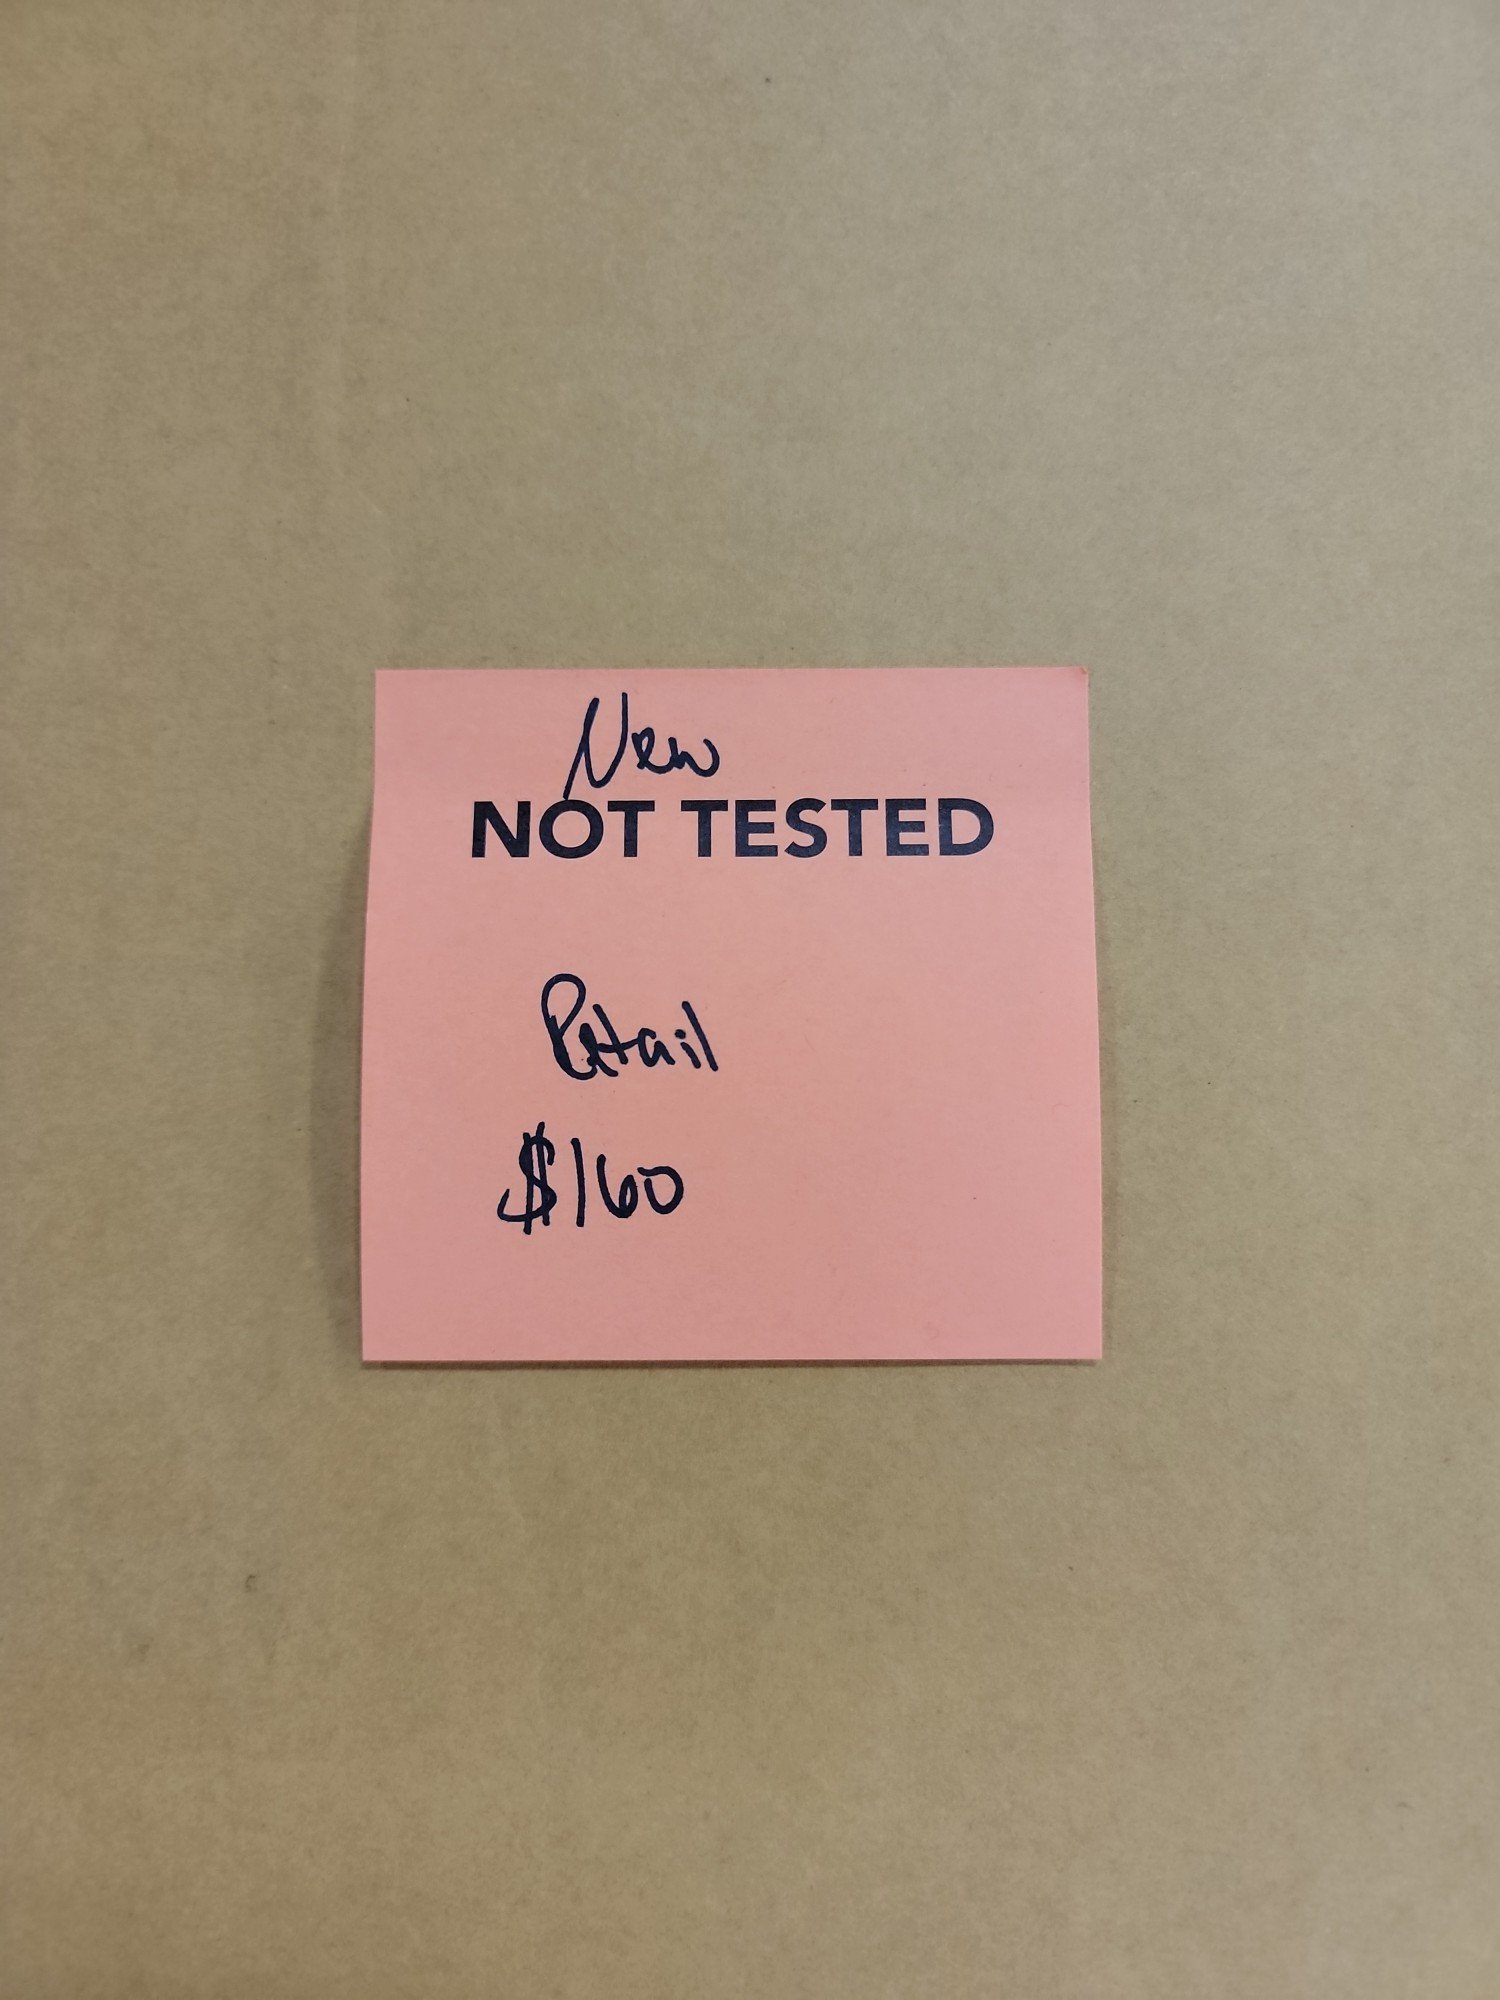 New
NOT TESTED
Retail
$160